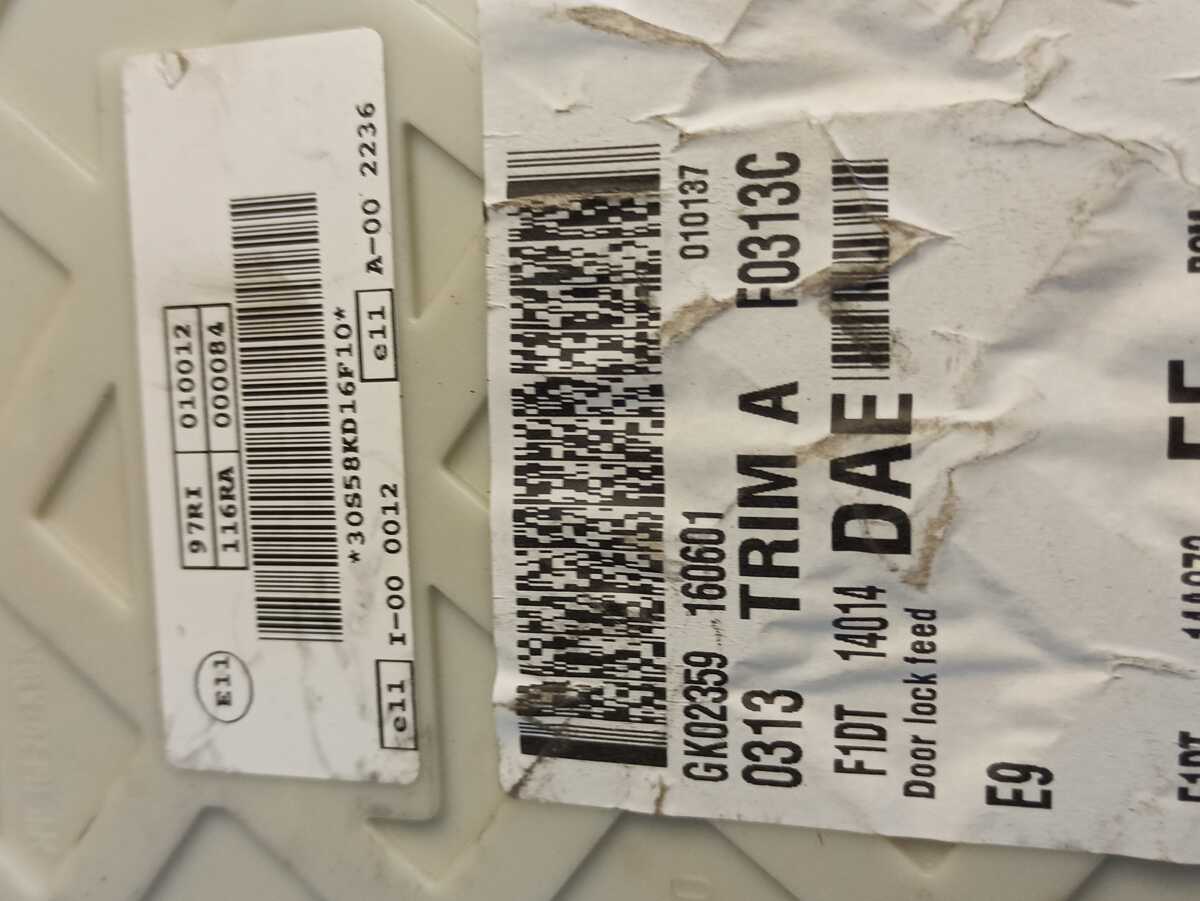 E11
97RI 010012
116RA 000084
*30S58KD16F10*
e11 I-00 0012 e11 A-00 2236
GK02359 160601 010137
0313 TRIM A F0313C
F1DT 14014 DAE
Door lock feed
E9